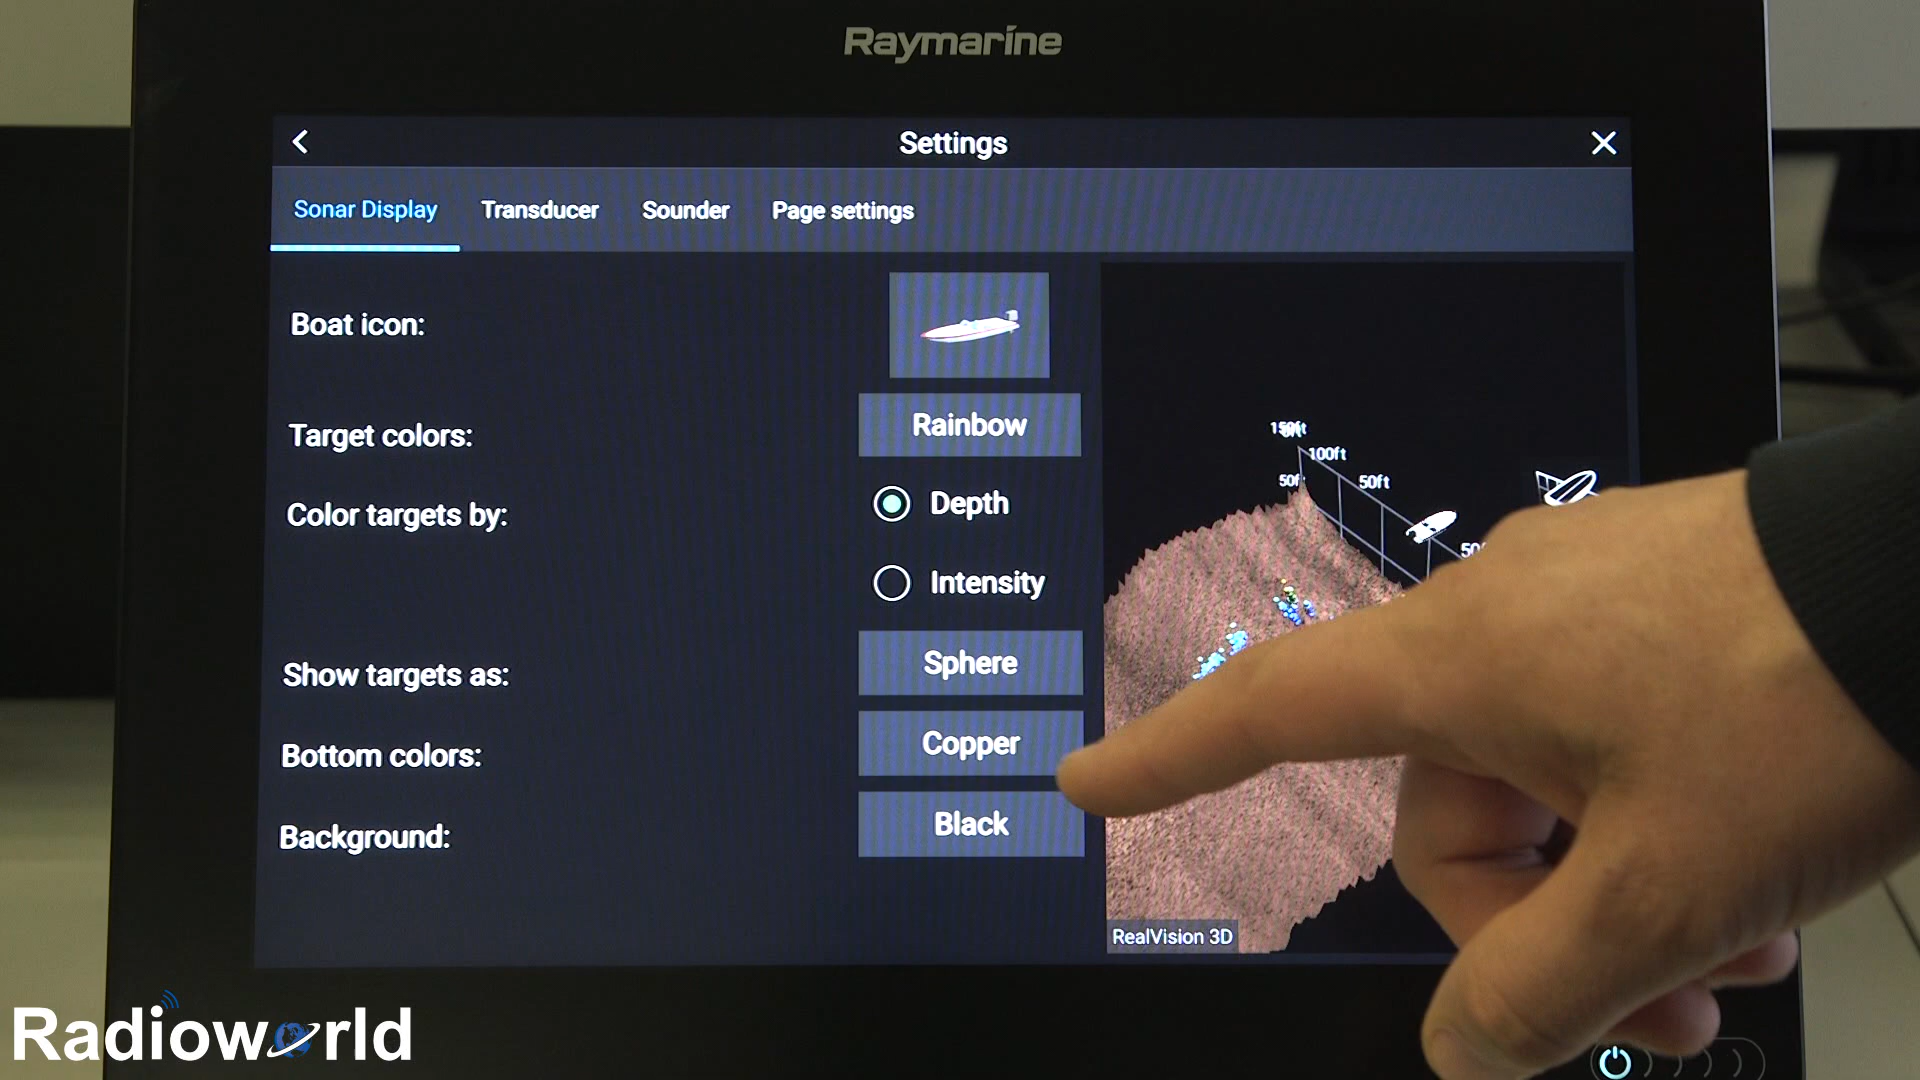 Raymarine
Settings
Sonar Display Transducer Sounder Page settings
Boat icon:
Target colors: Rainbow
Color targets by: Depth
Intensity
Show targets as: Sphere
Bottom colors: Copper
Background: Black
100ft
50ft
RealVision 3D
Radioworld